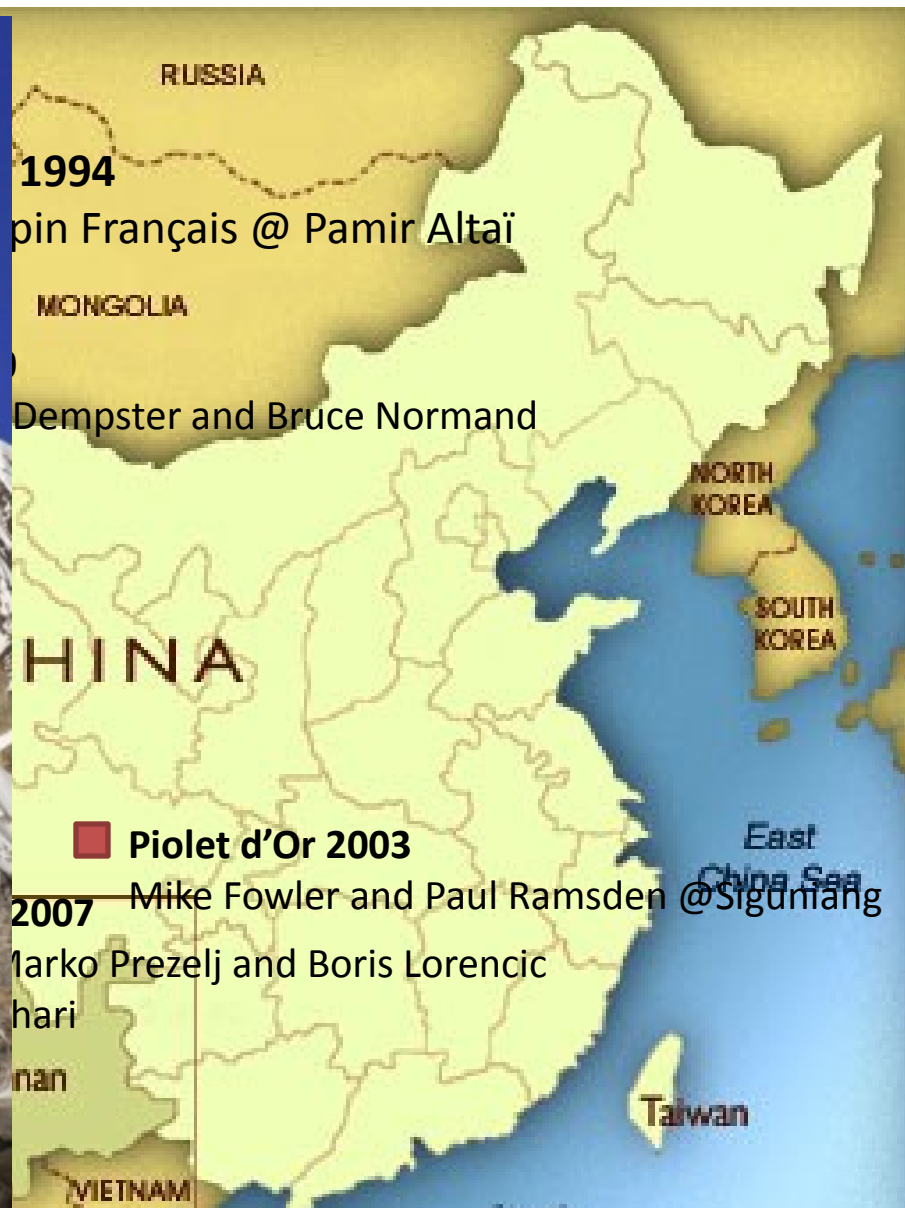 RUSSIA
1994
pin Français @ Pamir Altaï
MONGOLIA
Dempster and Bruce Normand
NORTH
KOREA
SOUTH
KOREA
HINA
Piolet d’Or 2003
East
China Sea
Mike Fowler and Paul Ramsden @Siguniang
2007
Marko Prezelj and Boris Lorencic
hari
nan
Taiwan
VIETNAM